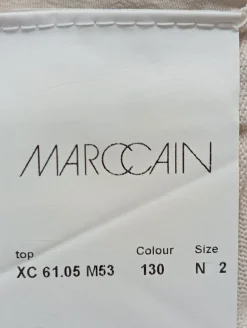 MARCCAIN
top Colour Size
XC 61.05 M53 130 N 2